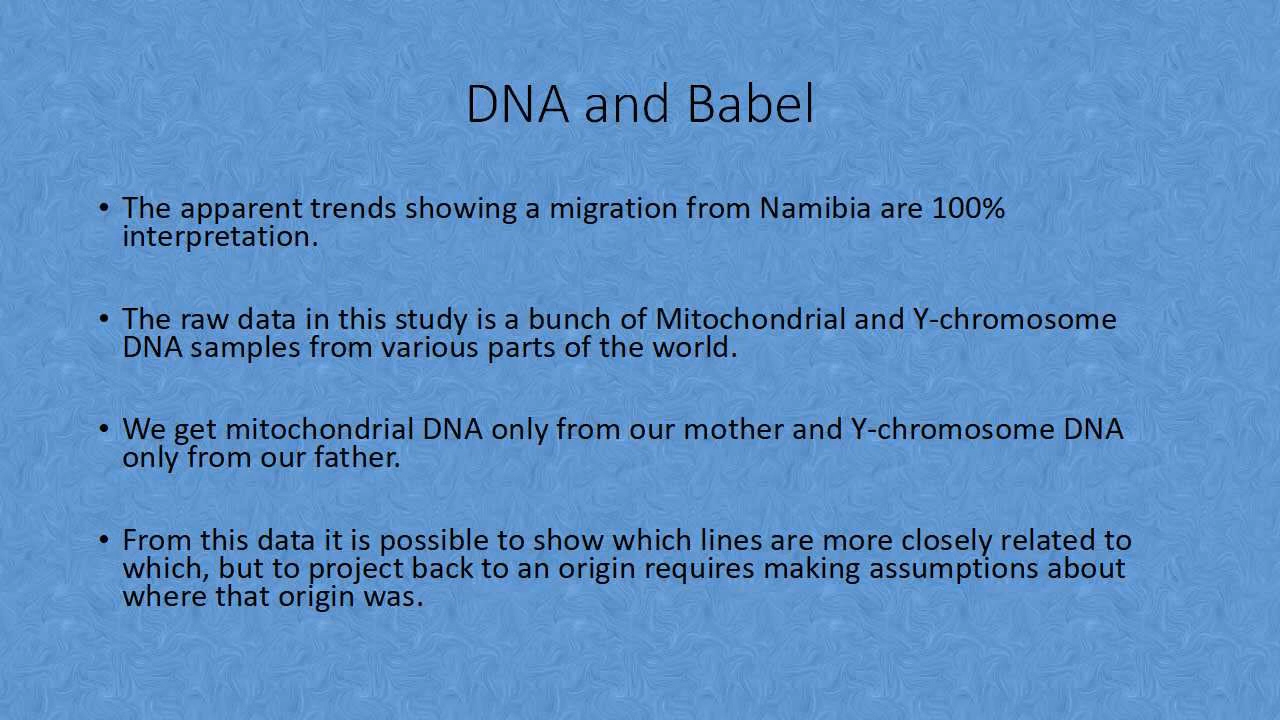 DNA and Babel
• The apparent trends showing a migration from Namibia are 100%
interpretation.
• The raw data in this study is a bunch of Mitochondrial and Y-chromosome
DNA samples from various parts of the world.
• We get mitochondrial DNA only from our mother and Y-chromosome DNA
only from our father.
• From this data it is possible to show which lines are more closely related to
which, but to project back to an origin requires making assumptions about
where that origin was.